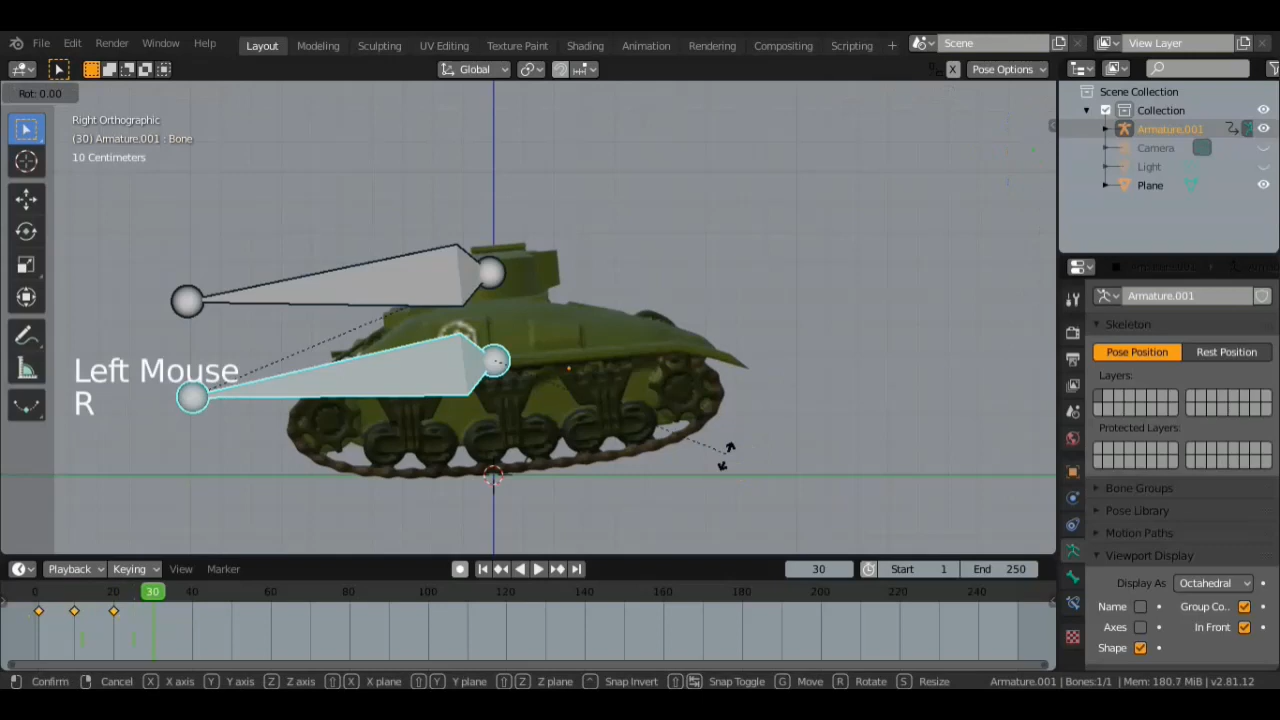 File Edit Render Window Help Layout Modeling Sculpting UV Editing Texture Paint Shading Animation Rendering Compositing Scripting + Scene View Layer
Global X Pose Options
Rot: 0.00
Right Orthographic
(30) Armature.001 : Bone
10 Centimeters
Left Mouse
R
Scene Collection
Collection
Armature.001
Camera
Light
Plane
Armature.001
Skeleton
Pose Position Rest Position
Layers:
Protected Layers:
Bone Groups
Pose Library
Motion Paths
Viewport Display
Display As Octahedral
Name Group Co..
Axes In Front
Shape
Playback Keying View Marker 30 Start 1 End 250
0 20 30 40 60 80 100 120 140 160 180 200 220 240
Confirm Cancel X X axis Y Y axis Z Z axis X X plane Y Y plane Z Z plane Snap Invert Snap Toggle G Move R Rotate S Resize Armature.001 | Bones:1/1 | Mem: 180.7 MiB | v2.81.12